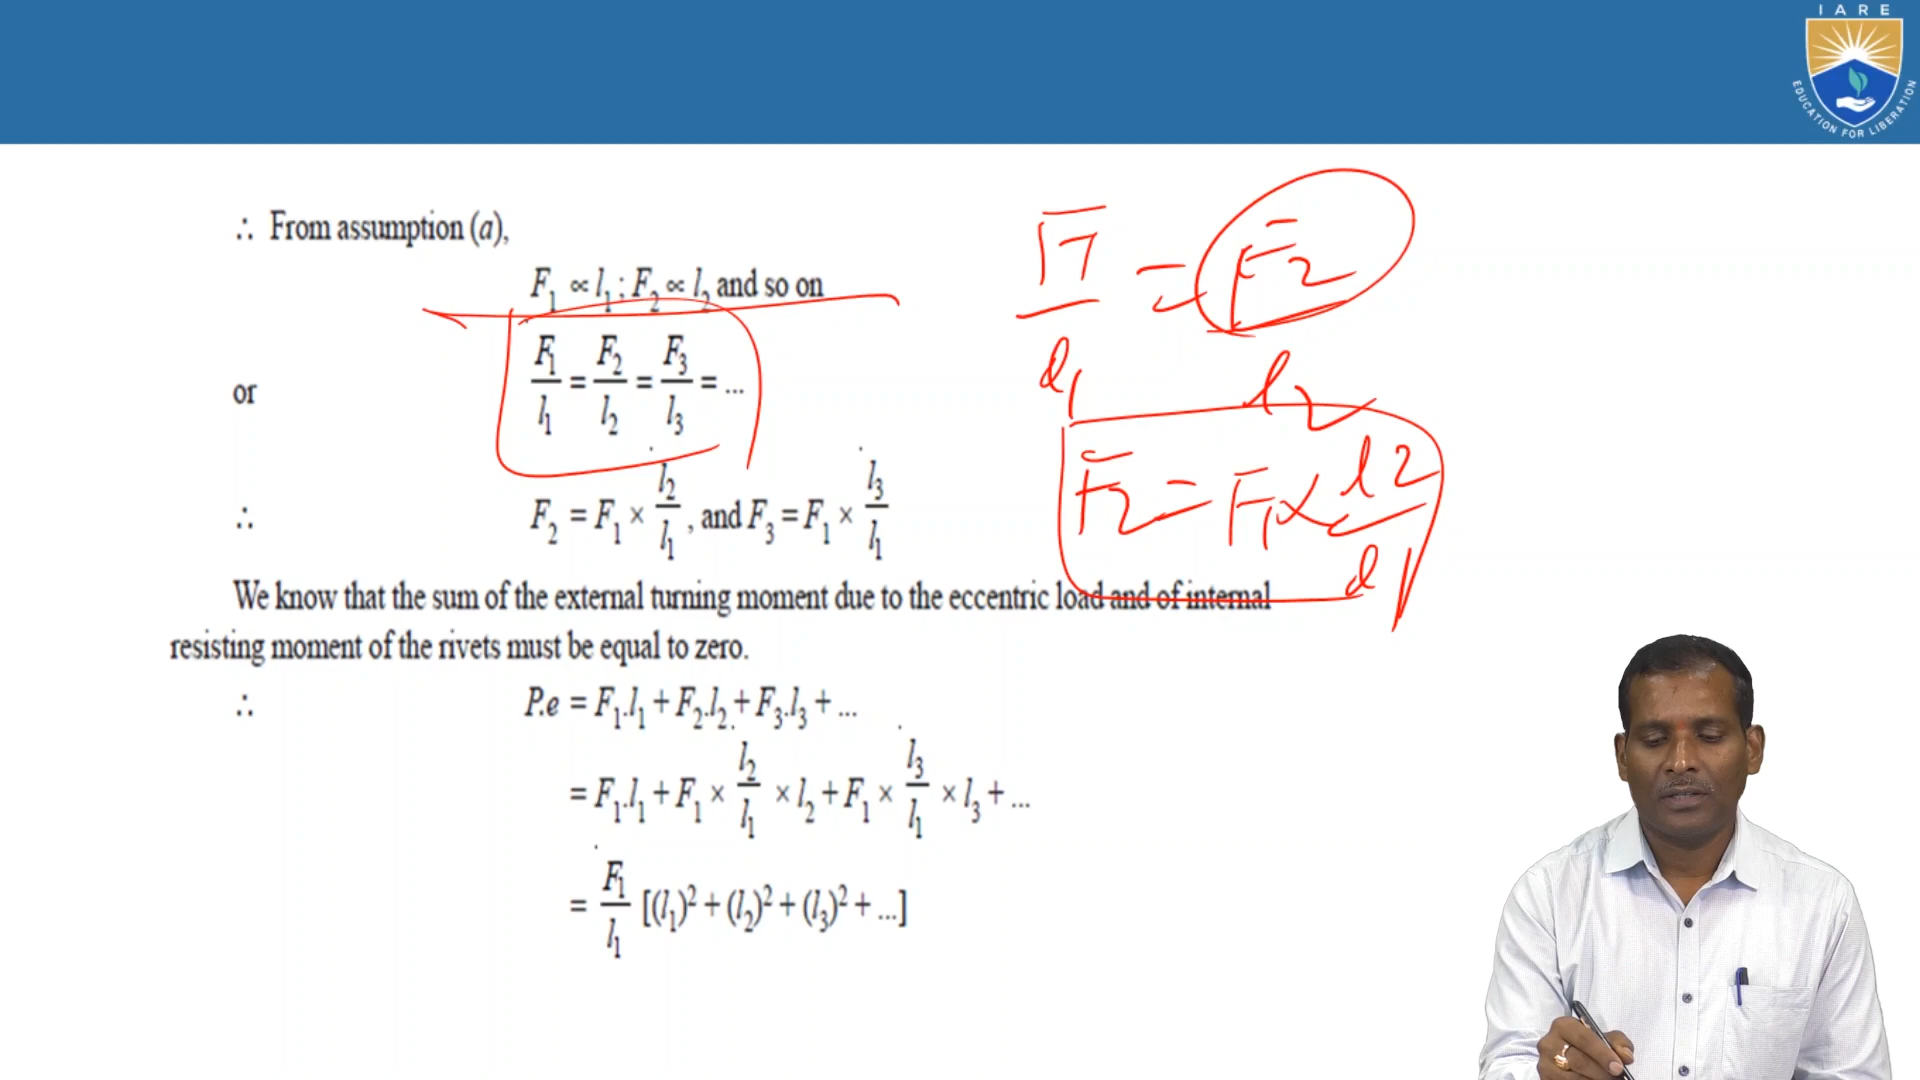 IARE
EDUCATION FOR LIBERATION
∴ From assumption (a),
F₁ ∝ l₁ ; F₂ ∝ l₂ and so on
or F₁/l₁ = F₂/l₂ = F₃/l₃ = ...
∴ F₂ = F₁ × l₂/l₁ , and F₃ = F₁ × l₃/l₁
We know that the sum of the external turning moment due to the eccentric load and of internal
resisting moment of the rivets must be equal to zero.
∴ P.e = F₁.l₁ + F₂.l₂ + F₃.l₃ + ...
= F₁.l₁ + F₁ × l₂/l₁ × l₂ + F₁ × l₃/l₁ × l₃ + ...
= F₁/l₁ [(l₁)² + (l₂)² + (l₃)² + ...]
F1/l1 = F2/l2
F2 = F1 × l2/l1